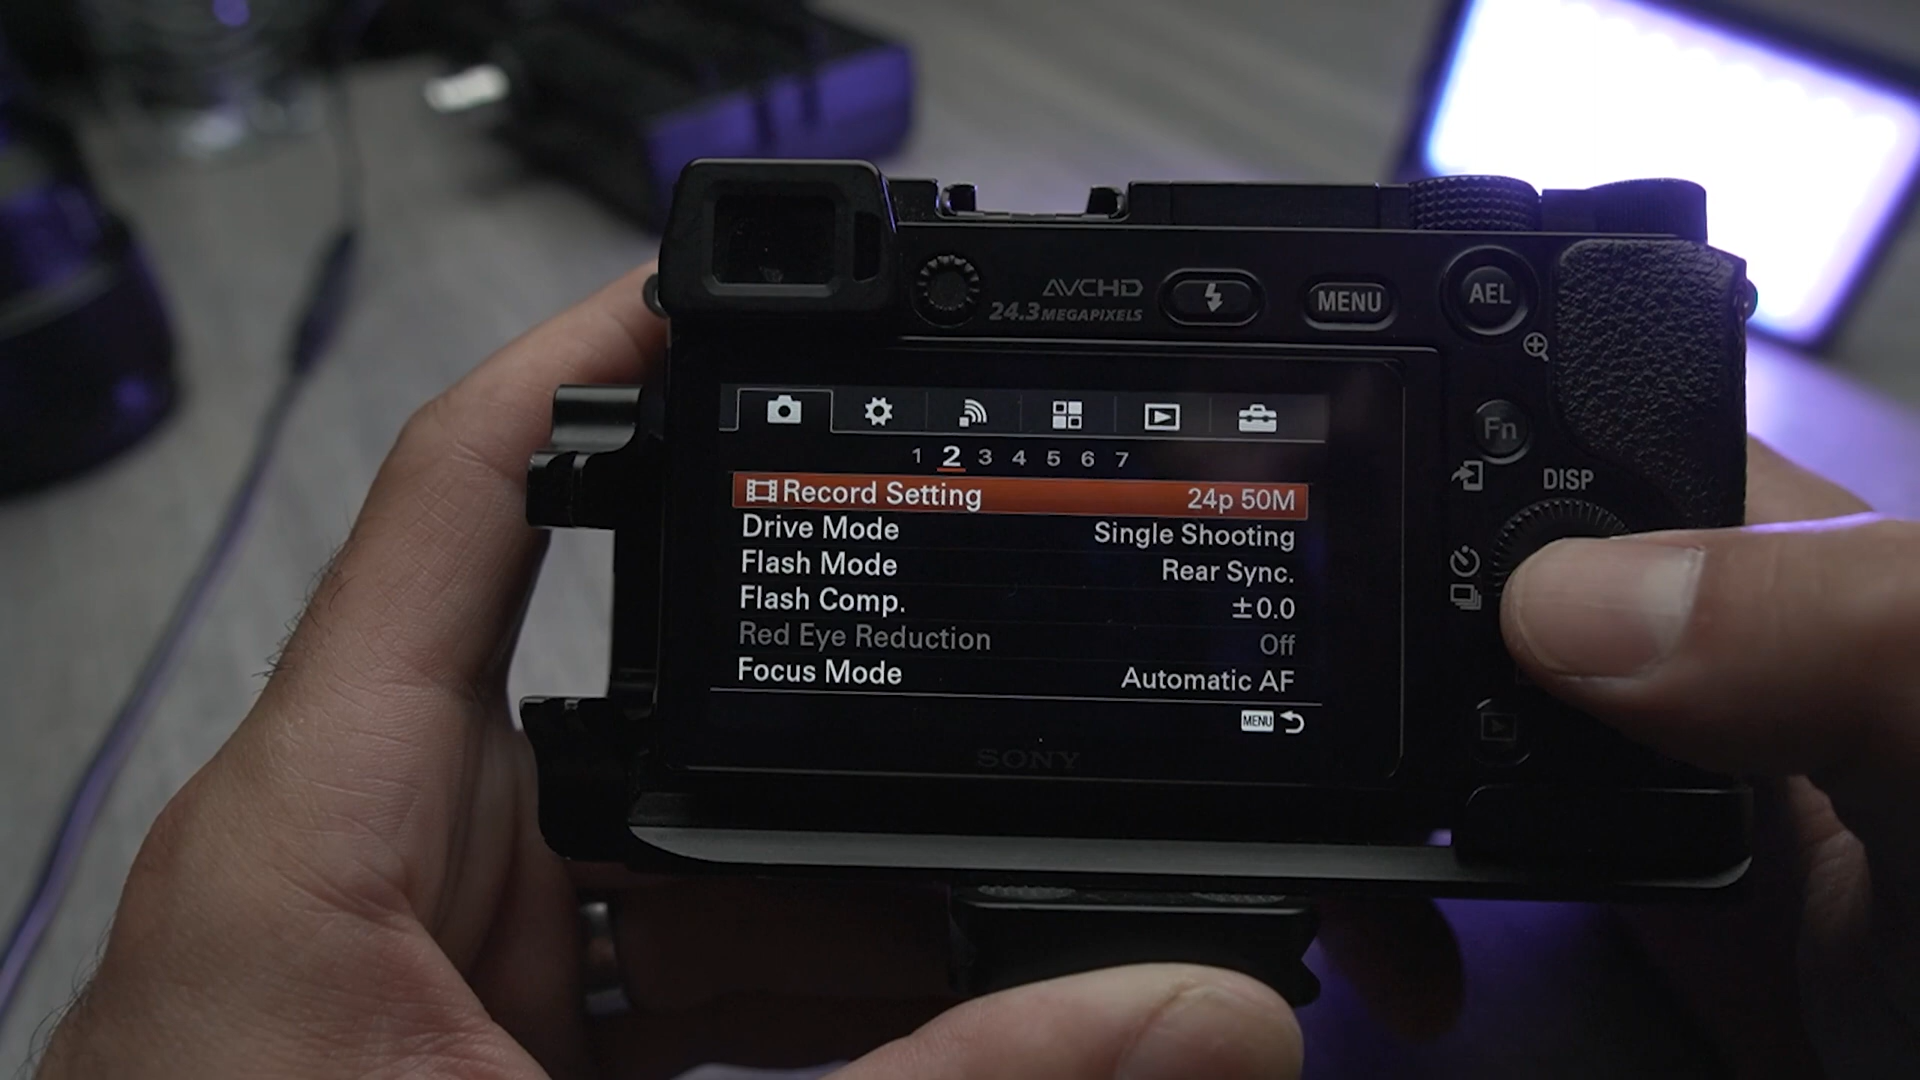 AVCHD
24.3 MEGAPIXELS
MENU
AEL
Fn
DISP
1 2 3 4 5 6 7
Record Setting 24p 50M
Drive Mode Single Shooting
Flash Mode Rear Sync.
Flash Comp. ±0.0
Red Eye Reduction Off
Focus Mode Automatic AF
MENU
SONY